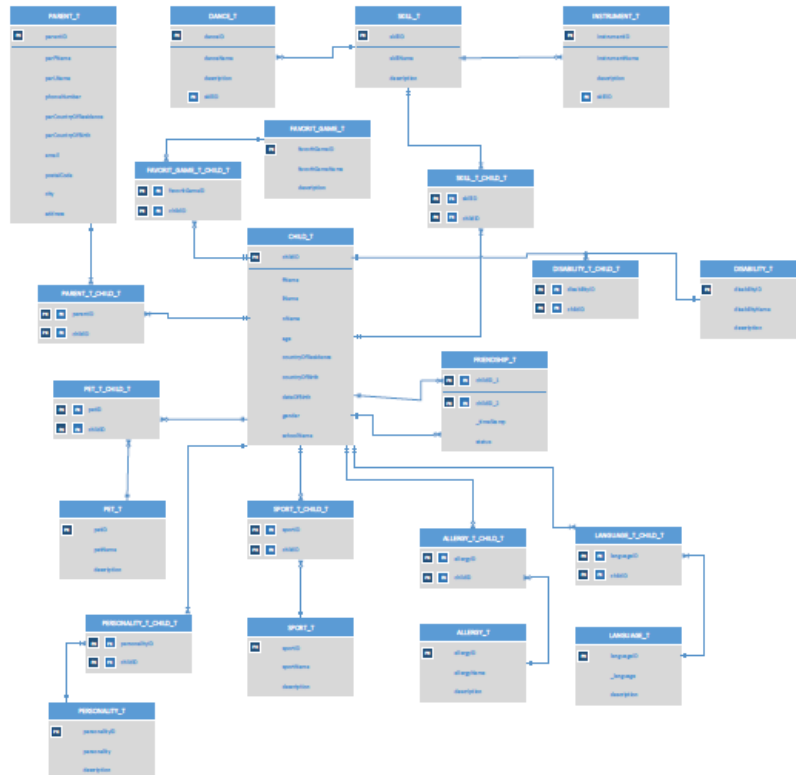 PARENT_T
PK
parentID
parFName
parLName
phoneNumber
parCountryOfResidence
parCountryOfBirth
email
postalCode
city
address
DANCE_T
PK
danceID
danceName
description
FK
skillID
SKILL_T
PK
skillID
skillName
description
INSTRUMENT_T
PK
instrumentID
instrumentName
description
FK
skillID
FAVORIT_GAME_T
PK
favoritGameID
favoritGameName
description
FAVORIT_GAME_T_CHILD_T
PK FK favoritGameID
PK FK childID
SKILL_T_CHILD_T
PK FK skillID
PK FK childID
CHILD_T
PK
childID
age
countryOfResidence
countryOfBirth
dateOfBirth
gender
schoolName
DISABILITY_T_CHILD_T
PK FK disabilityID
PK FK childID
DISABILITY_T
PK
disabilityID
disabilityName
description
PARENT_T_CHILD_T
PK FK parentID
PK FK childID
FRIENDSHIP_T
PK FK childID_1
PK FK childID_2
_timeStamp
status
PET_T_CHILD_T
PK FK petID
PK FK childID
PET_T
PK
petID
petName
description
SPORT_T_CHILD_T
PK FK sportID
PK FK childID
ALLERGY_T_CHILD_T
PK FK allergyID
PK FK childID
LANGUAGE_T_CHILD_T
PK FK languageID
PK FK childID
PERSONALITY_T_CHILD_T
PK FK personalityID
PK FK childID
SPORT_T
PK
sportID
sportName
description
ALLERGY_T
PK
allergyID
allergyName
description
LANGUAGE_T
PK
languageID
_language
description
PERSONALITY_T
PK
personalityID
personality
description